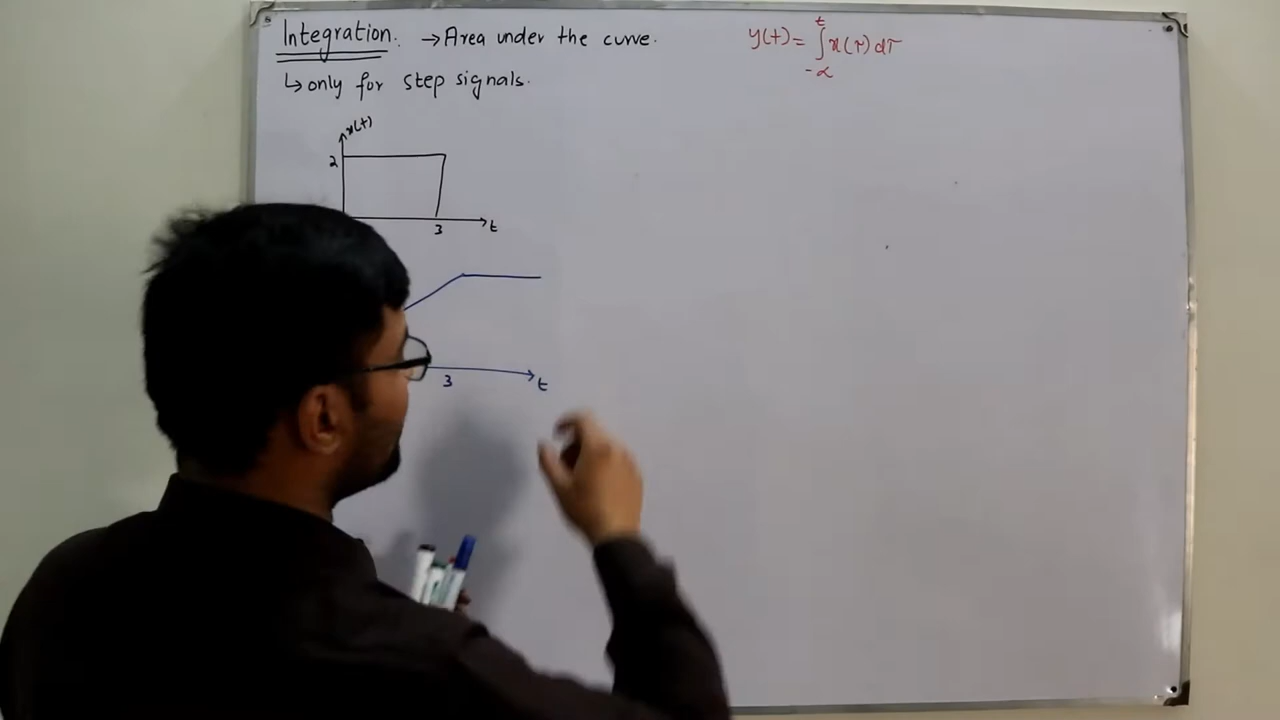 Integration. → Area under the curve.
↳ only for step signals.
y(t) = ∫ x(τ) dτ
t
-∝
x(t)
2
3
t
3
t